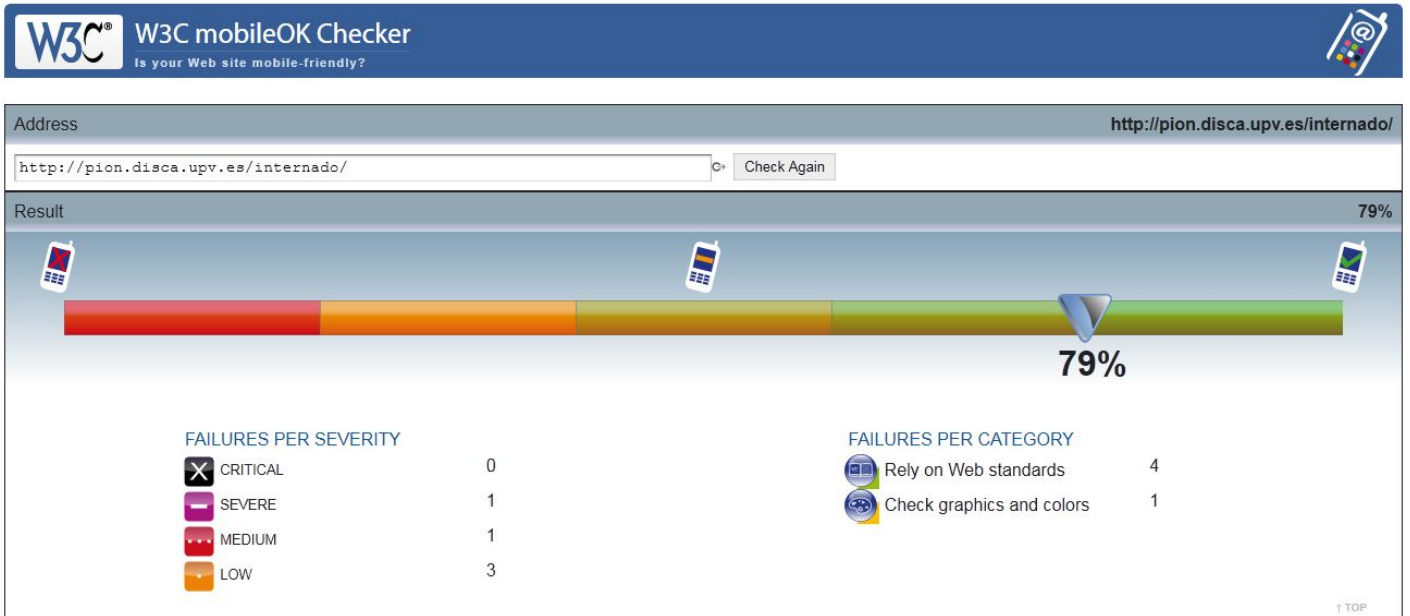 W3C® W3C mobileOK Checker
Is your Web site mobile-friendly?
Address http://pion.disca.upv.es/internado/
http://pion.disca.upv.es/internado/ Check Again
Result 79%
79%
FAILURES PER SEVERITY
CRITICAL 0
SEVERE 1
MEDIUM 1
LOW 3
FAILURES PER CATEGORY
Rely on Web standards 4
Check graphics and colors 1
↑ TOP